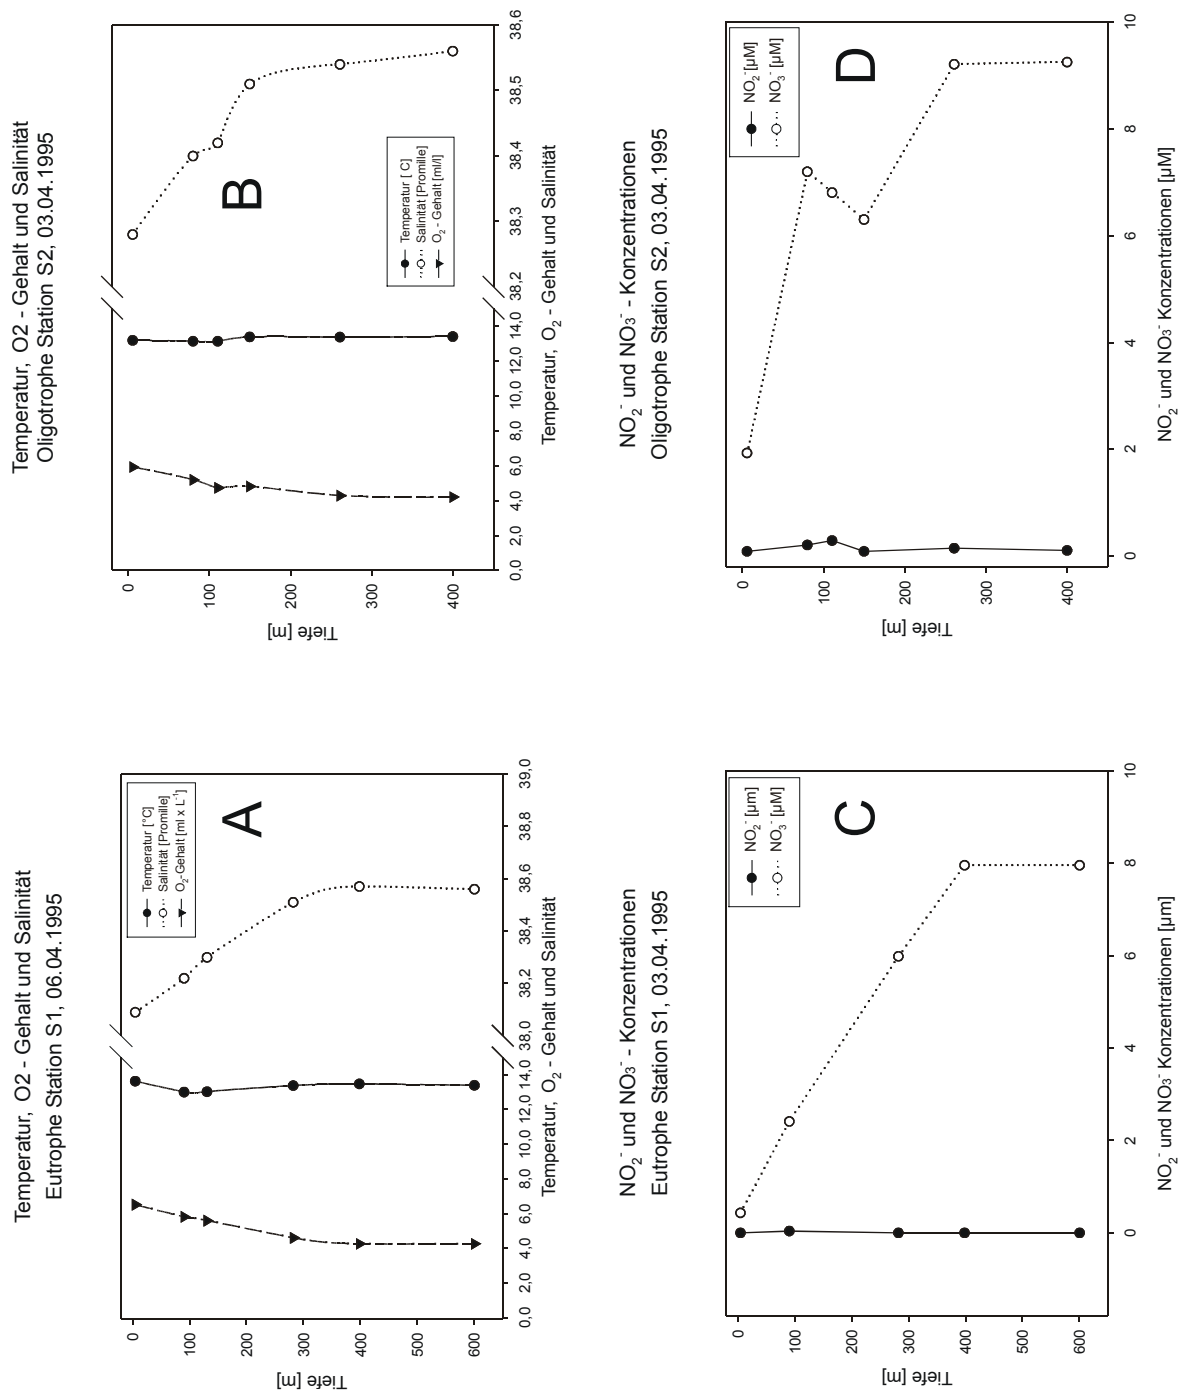 Temperatur, O2 - Gehalt und Salinität
Eutrophe Station S1, 06.04.1995
Temperatur [°C]
Salinität [Promille]
O₂-Gehalt [ml x L⁻¹]
A
Tiefe [m]
0
100
200
300
400
500
600
0,0 2,0 4,0 6,0 8,0 10,0 12,0 14,0 38,0 38,2 38,4 38,6 38,8 39,0
Temperatur, O₂ - Gehalt und Salinität
Temperatur, O2 - Gehalt und Salinität
Oligotrophe Station S2, 03.04.1995
B
Temperatur [ C]
Salinität [Promille]
O₂ - Gehalt [ml/l]
Tiefe [m]
0
100
200
300
400
0,0 2,0 4,0 6,0 8,0 10,0 12,0 14,0 38,2 38,3 38,4 38,5 38,6
Temperatur, O₂ - Gehalt und Salinität
NO₂⁻ und NO₃⁻ - Konzentrationen
Eutrophe Station S1, 03.04.1995
NO₂⁻ [µm]
NO₃⁻ [µM]
C
Tiefe [m]
0
100
200
300
400
500
600
0 2 4 6 8 10
NO₂⁻ und NO₃⁻ Konzentrationen [µm]
NO₂⁻ und NO₃⁻ - Konzentrationen
Oligotrophe Station S2, 03.04.1995
NO₂⁻ [µM]
NO₃⁻ [µM]
D
Tiefe [m]
0
100
200
300
400
0 2 4 6 8 10
NO₂⁻ und NO₃⁻ Konzentrationen [µM]